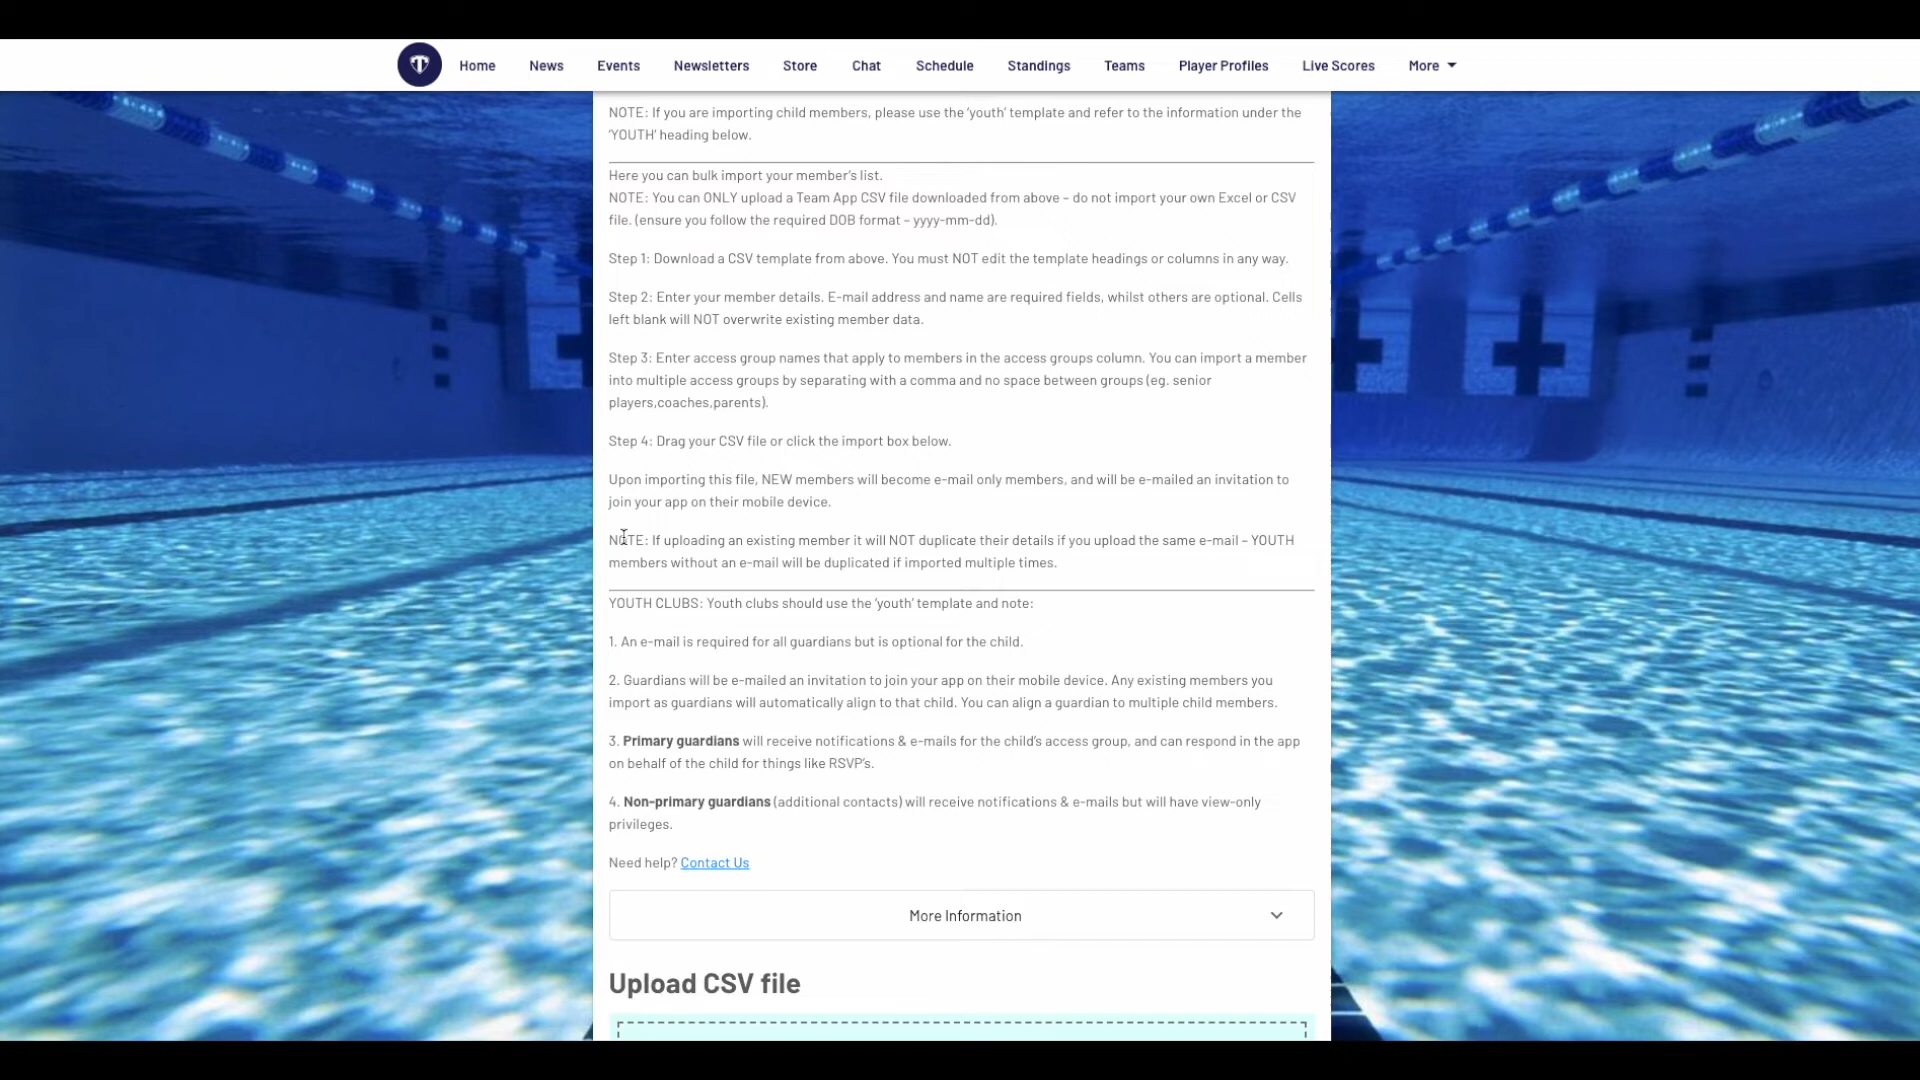 Home News Events Newsletters Store Chat Schedule Standings Teams Player Profiles Live Scores More
NOTE: If you are importing child members, please use the ‘youth’ template and refer to the information under the
‘YOUTH’ heading below.
Here you can bulk import your member’s list.
NOTE: You can ONLY upload a Team App CSV file downloaded from above – do not import your own Excel or CSV
file. (ensure you follow the required DOB format – yyyy-mm-dd).
Step 1: Download a CSV template from above. You must NOT edit the template headings or columns in any way.
Step 2: Enter your member details. E-mail address and name are required fields, whilst others are optional. Cells
left blank will NOT overwrite existing member data.
Step 3: Enter access group names that apply to members in the access groups column. You can import a member
into multiple access groups by separating with a comma and no space between groups (eg. senior
players,coaches,parents).
Step 4: Drag your CSV file or click the import box below.
Upon importing this file, NEW members will become e-mail only members, and will be e-mailed an invitation to
join your app on their mobile device.
NOTE: If uploading an existing member it will NOT duplicate their details if you upload the same e-mail – YOUTH
members without an e-mail will be duplicated if imported multiple times.
YOUTH CLUBS: Youth clubs should use the ‘youth’ template and note:
1. An e-mail is required for all guardians but is optional for the child.
2. Guardians will be e-mailed an invitation to join your app on their mobile device. Any existing members you
import as guardians will automatically align to that child. You can align a guardian to multiple child members.
3. Primary guardians will receive notifications & e-mails for the child’s access group, and can respond in the app
on behalf of the child for things like RSVP’s.
4. Non-primary guardians (additional contacts) will receive notifications & e-mails but will have view-only
privileges.
Need help? Contact Us
More Information
Upload CSV file